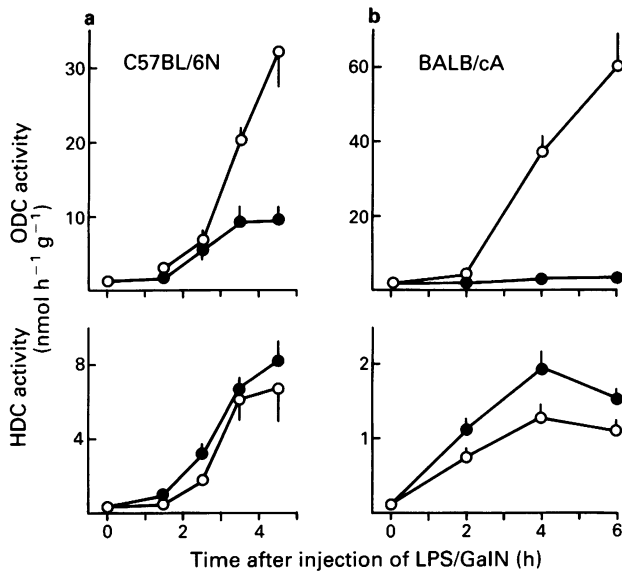 a
b
C57BL/6N
BALB/cA
30
20
10
60
40
20
ODC activity
HDC activity
(nmol h⁻¹ g⁻¹)
8
4
2
1
0 2 4
0 2 4 6
Time after injection of LPS/GalN (h)